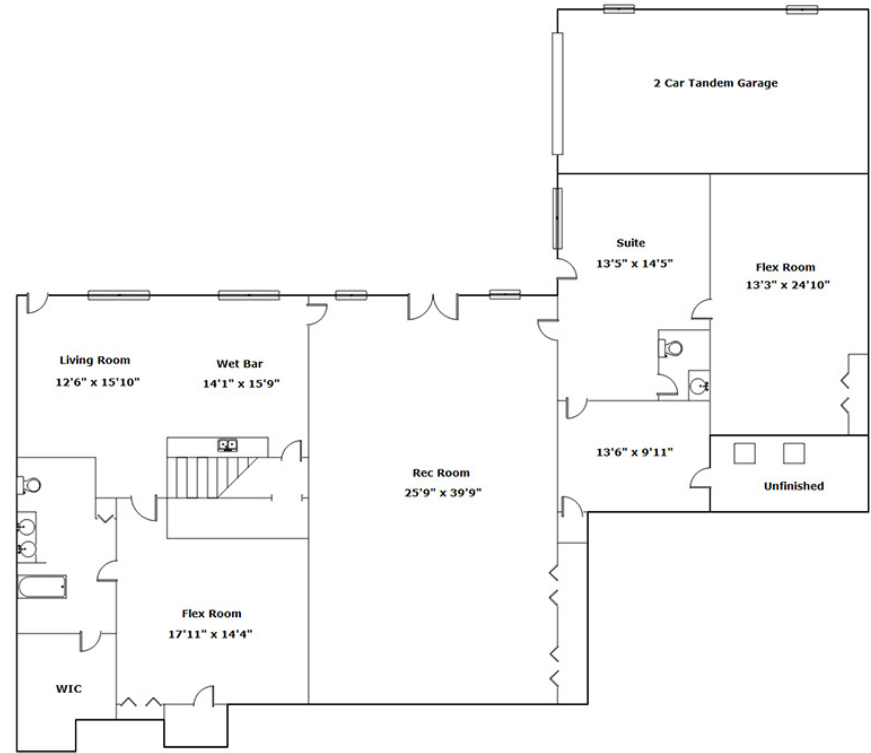 2 Car Tandem Garage
Suite
13'5" x 14'5"
Flex Room
13'3" x 24'10"
Living Room
12'6" x 15'10"
Wet Bar
14'1" x 15'9"
Rec Room
25'9" x 39'9"
13'6" x 9'11"
Unfinished
Flex Room
17'11" x 14'4"
WIC